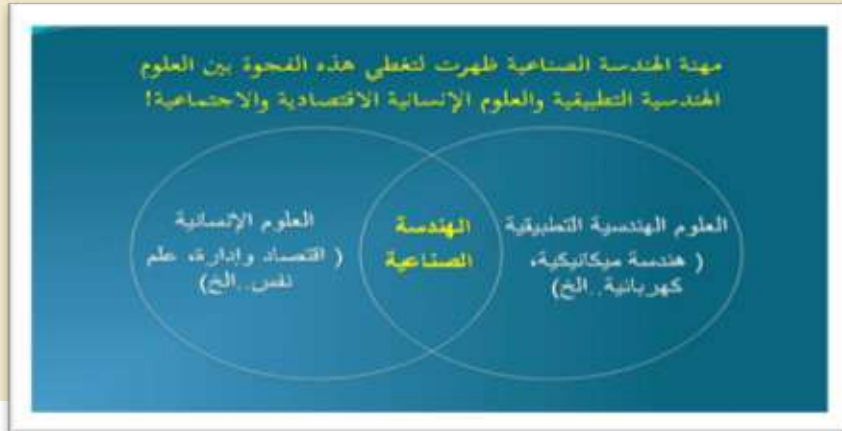 مهنة الهندسة الصناعية ظهرت لتغطي هذه الفجوة بين العلوم
الهندسية التطبيقية والعلوم الإنسانية الاقتصادية والاجتماعية!
العلوم الهندسية التطبيقية
( هندسة ميكانيكية،
كهربائية..الخ)
الهندسة
الصناعية
العلوم الإنسانية
( اقتصاد وإدارة، علم
نفس..الخ)